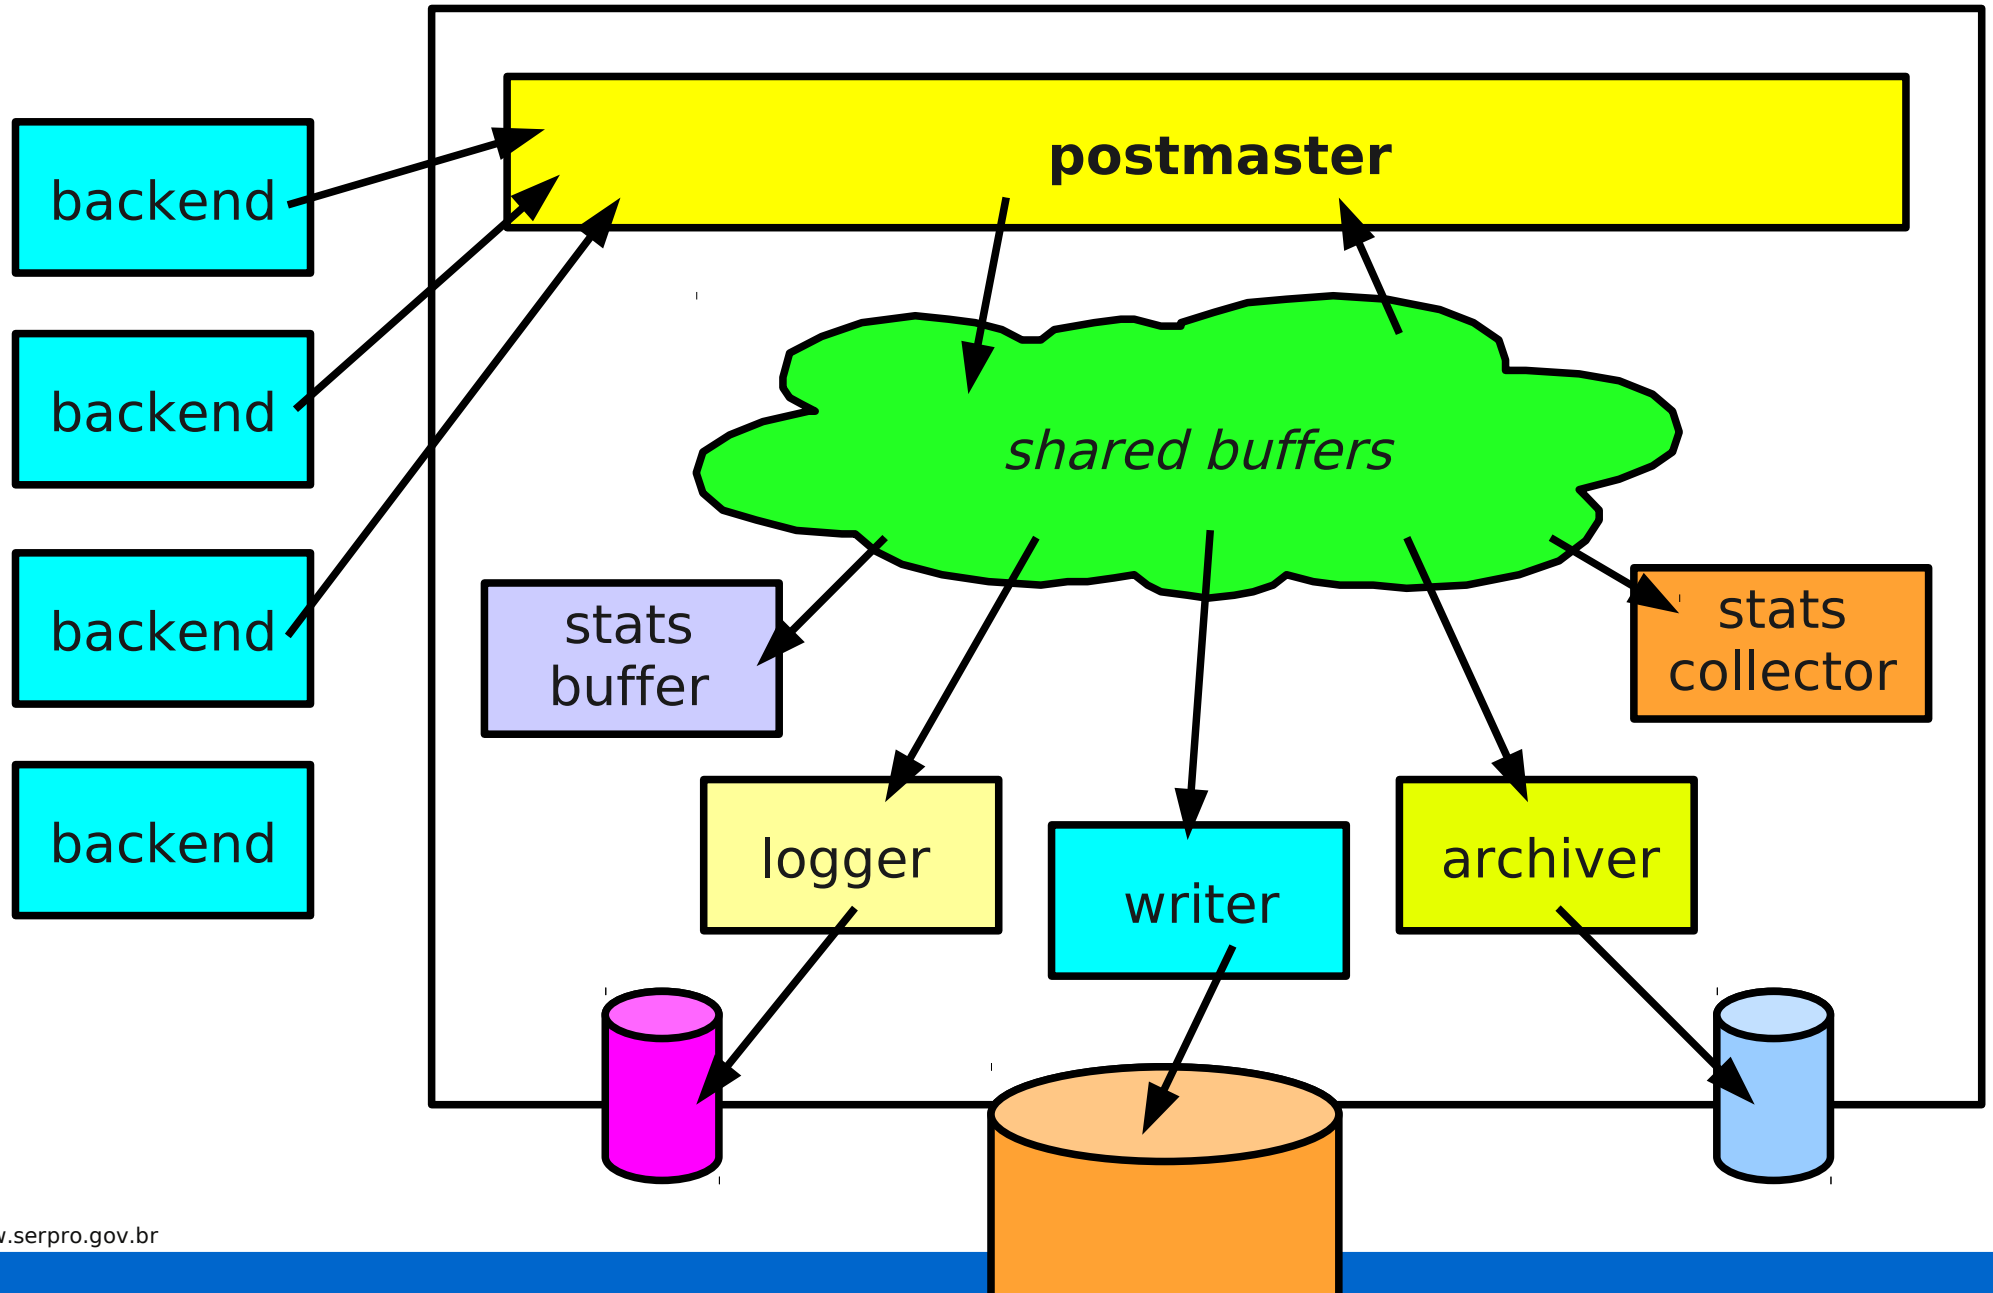 postmaster
backend
backend
shared buffers
backend
stats
buffer
stats
collector
backend
logger
writer
archiver
w.serpro.gov.br